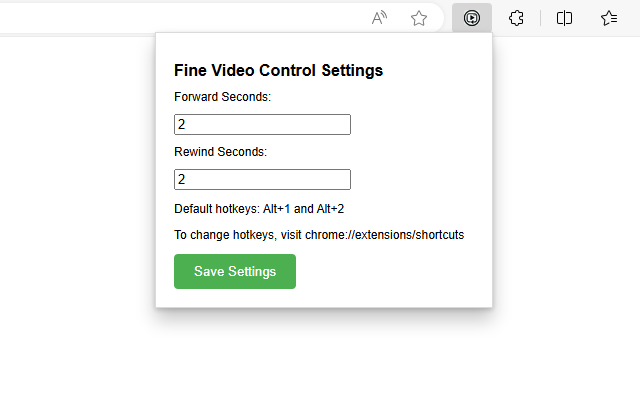 Fine Video Control Settings
Forward Seconds:
2
Rewind Seconds:
2
Default hotkeys: Alt+1 and Alt+2
To change hotkeys, visit chrome://extensions/shortcuts
Save Settings